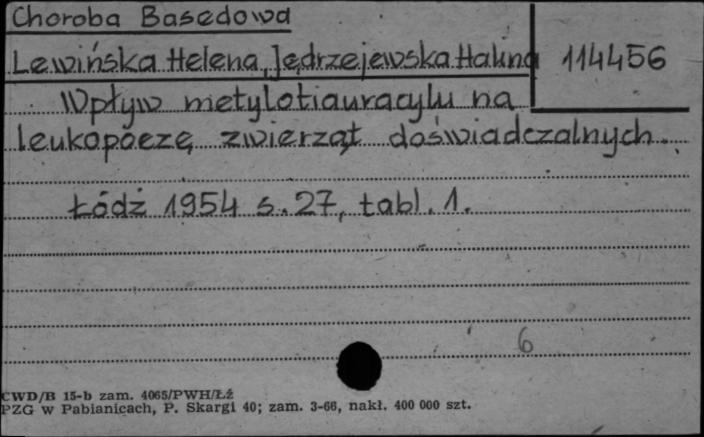 Choroba Basedowa
Lewińska Helena, Jędrzejewska Halina 114456
Wpływ metylotiauracylu na
leukopoezę zwierząt doświadczalnych.
Łódź 1954 s. 27, tabl. 1.
6
CWD/B 15-b zam. 4065/PWH/Łź
PZG w Pabianicach, P. Skargi 40; zam. 3-66, nakł. 400 000 szt.